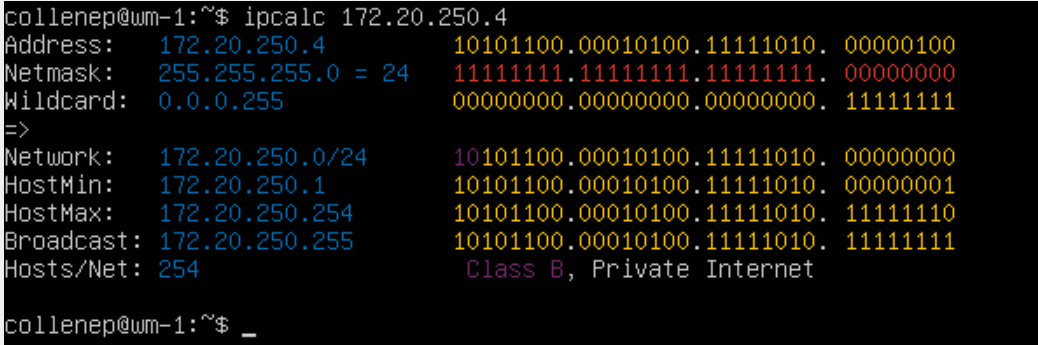 collenep@wm-1:~$ ipcalc 172.20.250.4
Address:   172.20.250.4         10101100.00010100.11111010. 00000100
Netmask:   255.255.255.0 = 24   11111111.11111111.11111111. 00000000
Wildcard:  0.0.0.255            00000000.00000000.00000000. 11111111
=>
Network:   172.20.250.0/24      10101100.00010100.11111010. 00000000
HostMin:   172.20.250.1         10101100.00010100.11111010. 00000001
HostMax:   172.20.250.254       10101100.00010100.11111010. 11111110
Broadcast: 172.20.250.255       10101100.00010100.11111010. 11111111
Hosts/Net: 254                   Class B, Private Internet
collenep@wm-1:~$ _